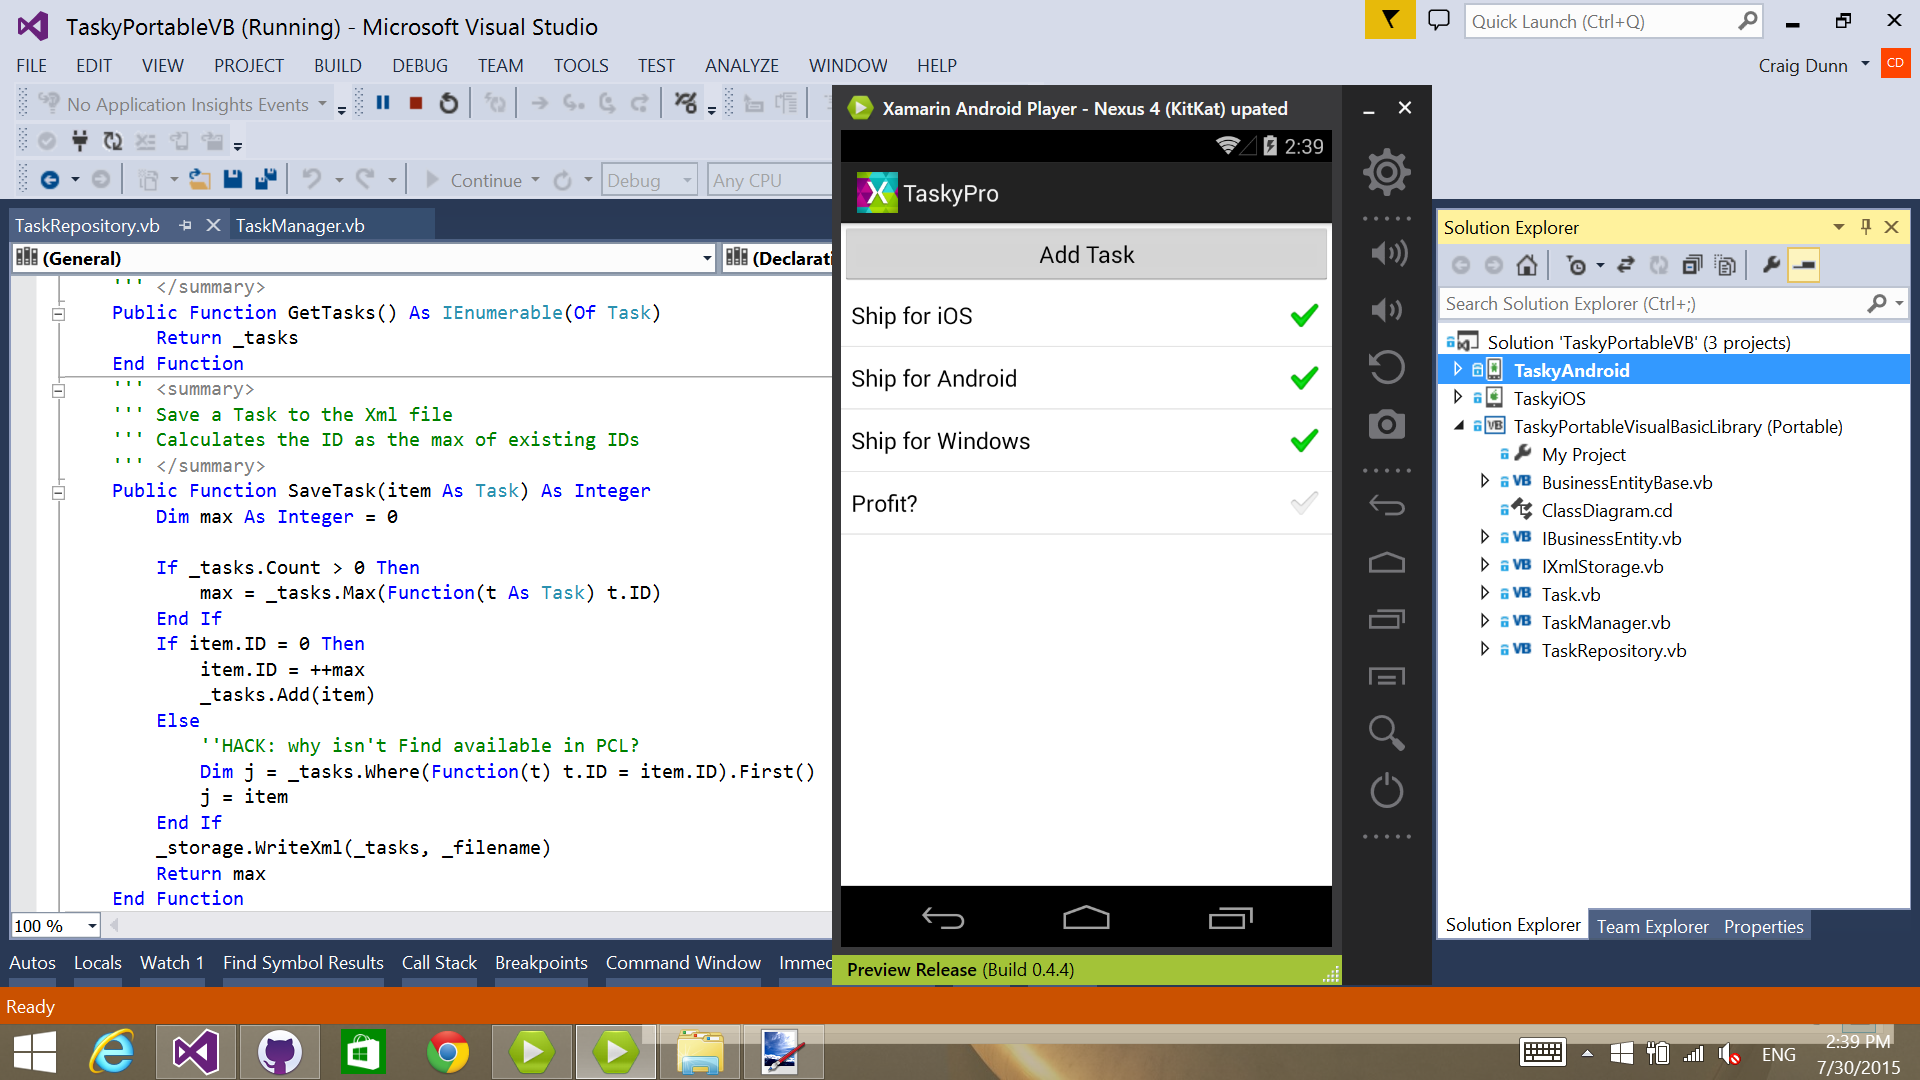 TaskyPortableVB (Running) - Microsoft Visual Studio
Quick Launch (Ctrl+Q)
FILE EDIT VIEW PROJECT BUILD DEBUG TEAM TOOLS TEST ANALYZE WINDOW HELP
Craig Dunn CD
No Application Insights Events
Continue Debug Any CPU
TaskRepository.vb TaskManager.vb
(General) (Declarati
''' </summary>
Public Function GetTasks() As IEnumerable(Of Task)
Return _tasks
End Function
''' <summary>
''' Save a Task to the Xml file
''' Calculates the ID as the max of existing IDs
''' </summary>
Public Function SaveTask(item As Task) As Integer
Dim max As Integer = 0
If _tasks.Count > 0 Then
max = _tasks.Max(Function(t As Task) t.ID)
End If
If item.ID = 0 Then
item.ID = ++max
_tasks.Add(item)
Else
''HACK: why isn't Find available in PCL?
Dim j = _tasks.Where(Function(t) t.ID = item.ID).First()
j = item
End If
_storage.WriteXml(_tasks, _filename)
Return max
End Function
100 %
Xamarin Android Player - Nexus 4 (KitKat) upated
2:39
X TaskyPro
Add Task
Ship for iOS
Ship for Android
Ship for Windows
Profit?
Preview Release (Build 0.4.4)
Solution Explorer
Search Solution Explorer (Ctrl+;)
Solution 'TaskyPortableVB' (3 projects)
TaskyAndroid
TaskyiOS
VB TaskyPortableVisualBasicLibrary (Portable)
My Project
VB BusinessEntityBase.vb
ClassDiagram.cd
VB IBusinessEntity.vb
VB IXmlStorage.vb
VB Task.vb
VB TaskManager.vb
VB TaskRepository.vb
Solution Explorer Team Explorer Properties
Autos Locals Watch 1 Find Symbol Results Call Stack Breakpoints Command Window Immed
Ready
ENG
2:39 PM
7/30/2015